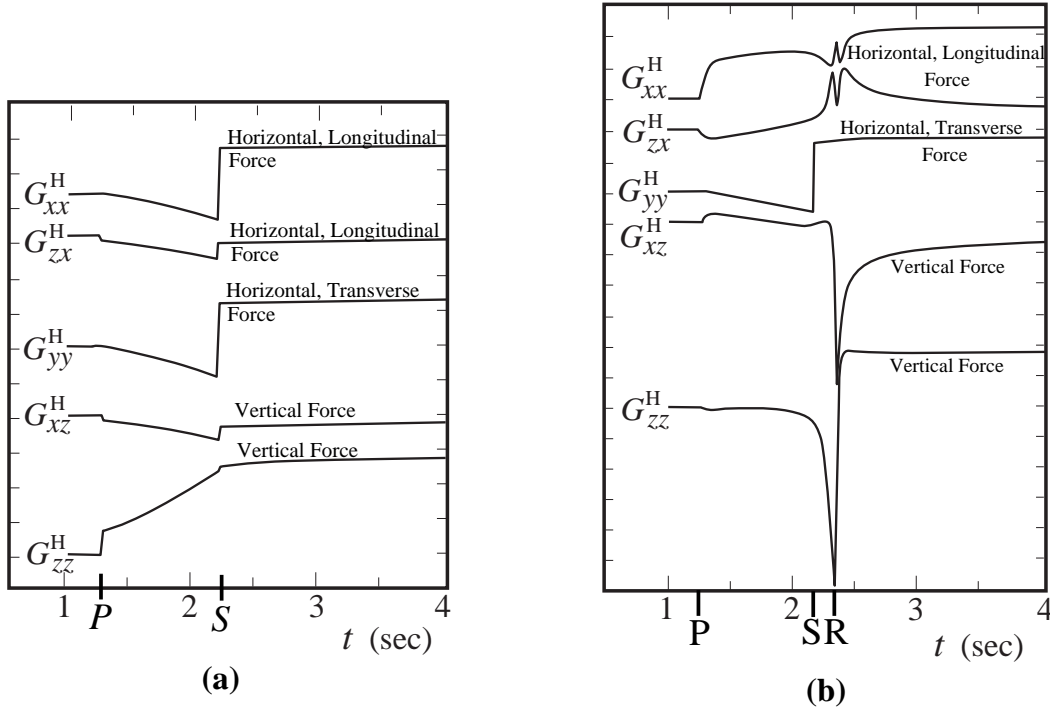 Horizontal, Longitudinal
Force
G^H_xx
Horizontal, Longitudinal
Force
G^H_zx
Horizontal, Transverse
Force
G^H_yy
Vertical Force
G^H_xz
Vertical Force
G^H_zz
1 2 3 4
P S
t (sec)
(a)
Horizontal, Longitudinal
Force
G^H_xx
Horizontal, Transverse
Force
G^H_zx
G^H_yy
G^H_xz
Vertical Force
Vertical Force
G^H_zz
1 2 3 4
P S R
t (sec)
(b)